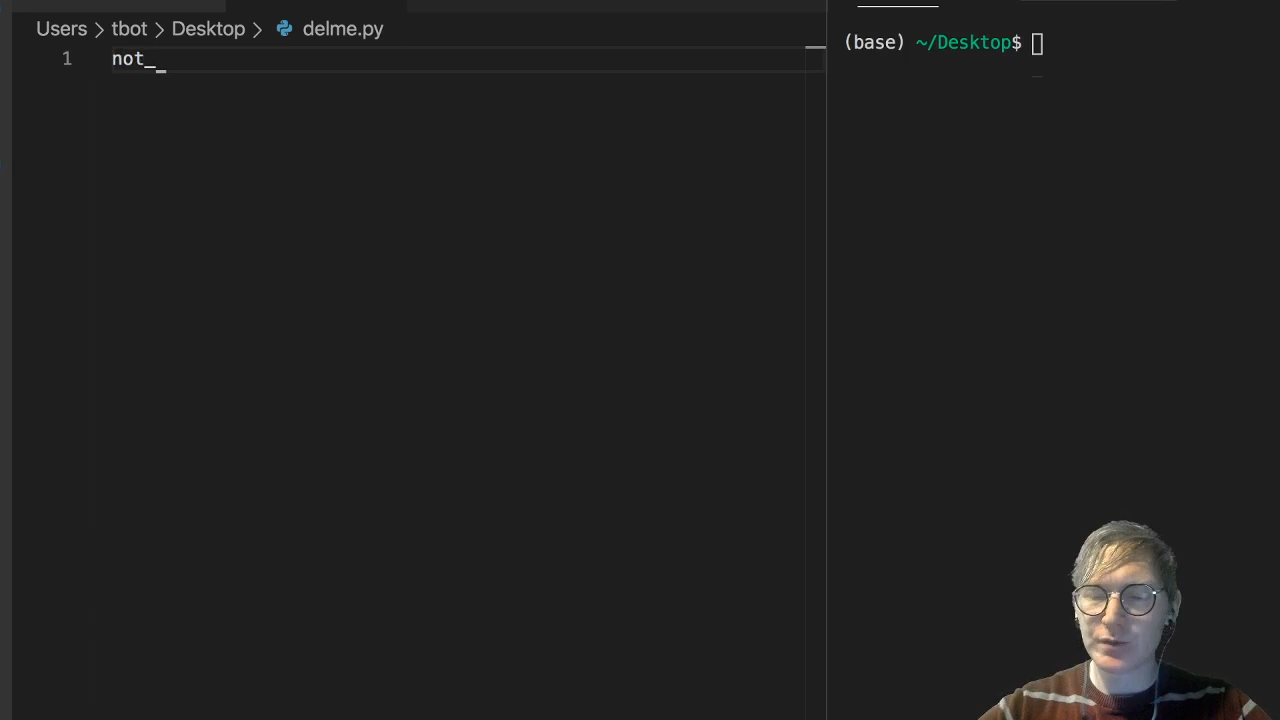 Users > tbot > Desktop > delme.py
1 not_
(base) ~/Desktop$